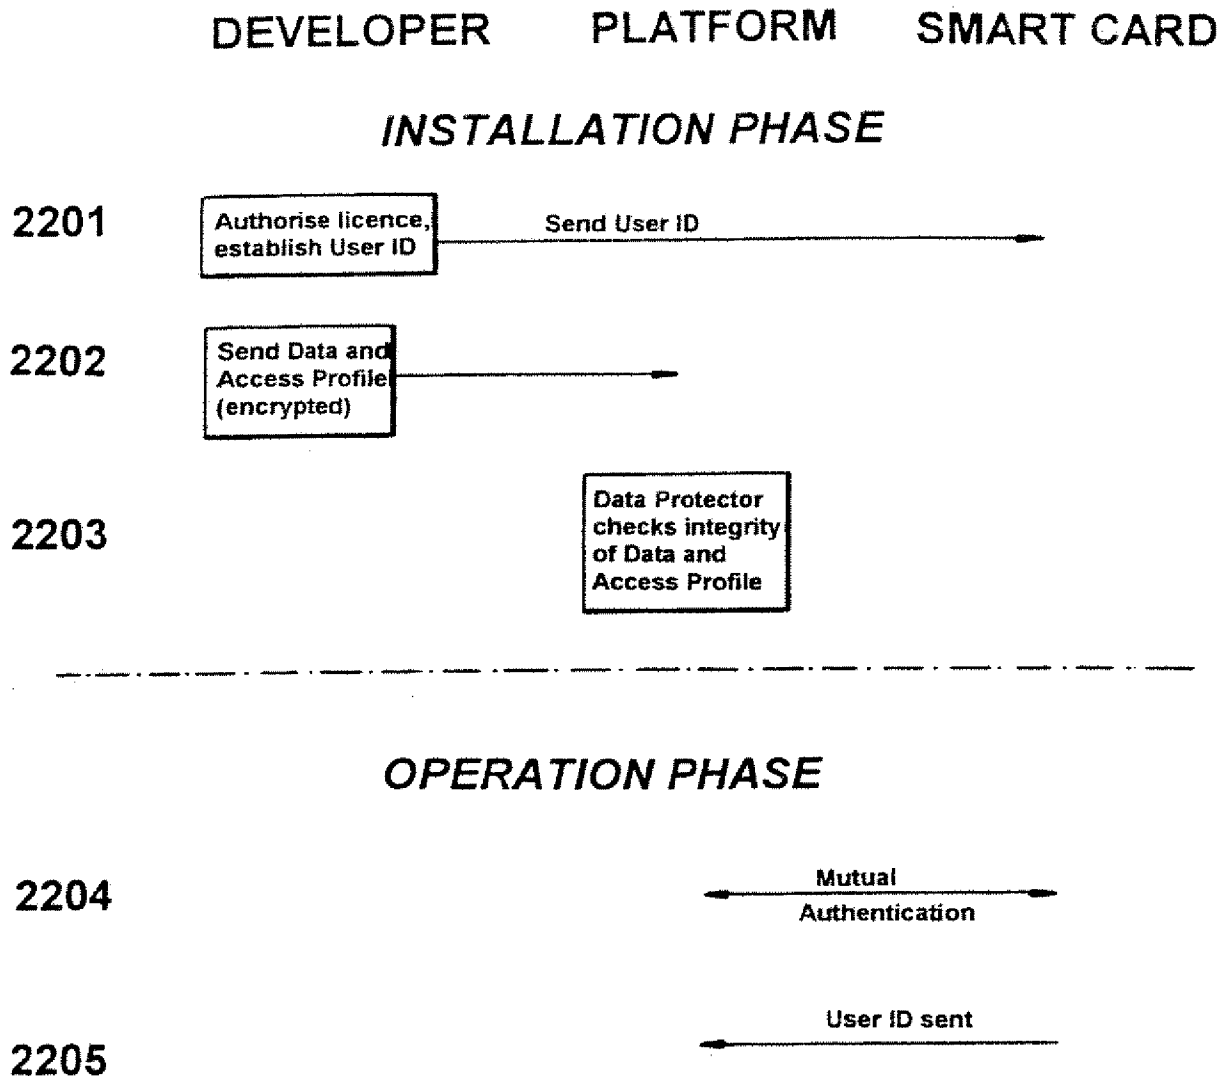 DEVELOPER PLATFORM SMART CARD
INSTALLATION PHASE
2201
Authorise licence,
establish User ID
Send User ID
2202
Send Data and
Access Profile
(encrypted)
2203
Data Protector
checks integrity
of Data and
Access Profile
OPERATION PHASE
2204
Mutual
Authentication
2205
User ID sent